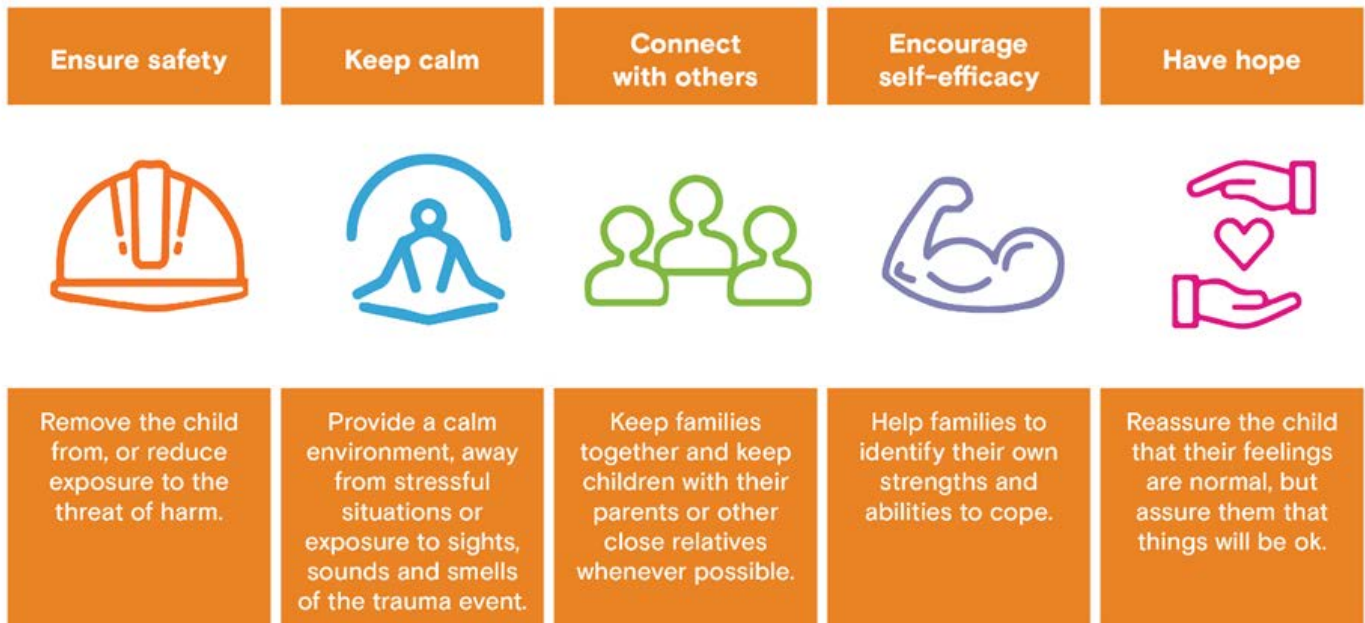 Ensure safety
Keep calm
Connect
with others
Encourage
self-efficacy
Have hope
Remove the child
from, or reduce
exposure to the
threat of harm.
Provide a calm
environment, away
from stressful
situations or
exposure to sights,
sounds and smells
of the trauma event.
Keep families
together and keep
children with their
parents or other
close relatives
whenever possible.
Help families to
identify their own
strengths and
abilities to cope.
Reassure the child
that their feelings
are normal, but
assure them that
things will be ok.